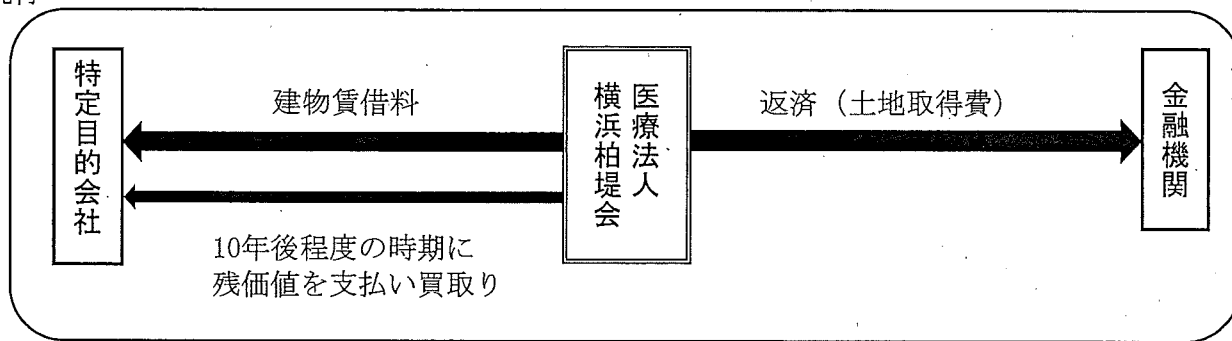 特定目的会社
建物賃借料
10年後程度の時期に
残価値を支払い買取り
医療法人
横浜柏堤会
返済（土地取得費）
金融機関